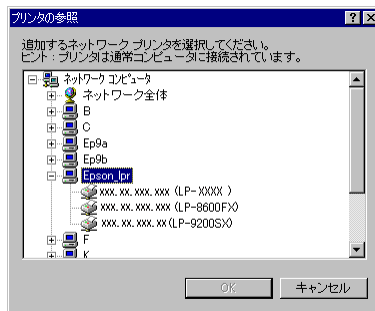 プリンタの参照
追加するネットワーク プリンタを選択してください。
ヒント : プリンタは通常コンピュータに接続されています。
ネットワーク コンピュータ
ネットワーク全体
B
C
Ep9a
Ep9b
Epson_lpr
xxx.xx.xxx.xxx (LP-XXXX )
xxx.xx.xxx.xxx (LP-8600FX)
xxx.xx.xxx.xx(LP-9200SX)
F
K
OK
キャンセル